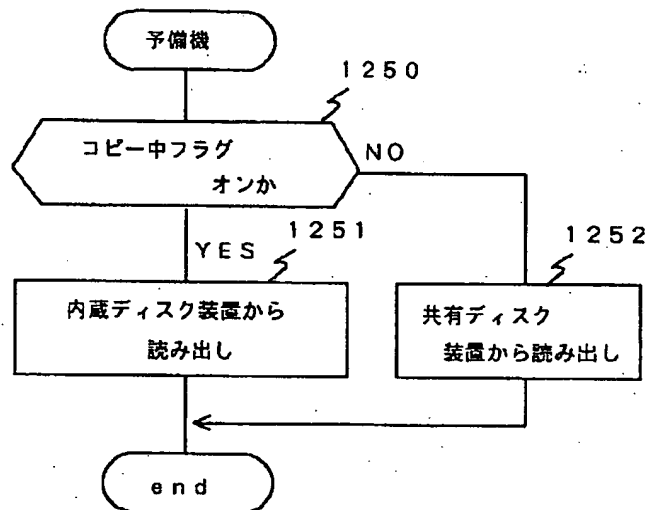 予備機
1250
コピー中フラグ
オンか
NO
YES
1251
1252
内蔵ディスク装置から
読み出し
共有ディスク
装置から読み出し
end